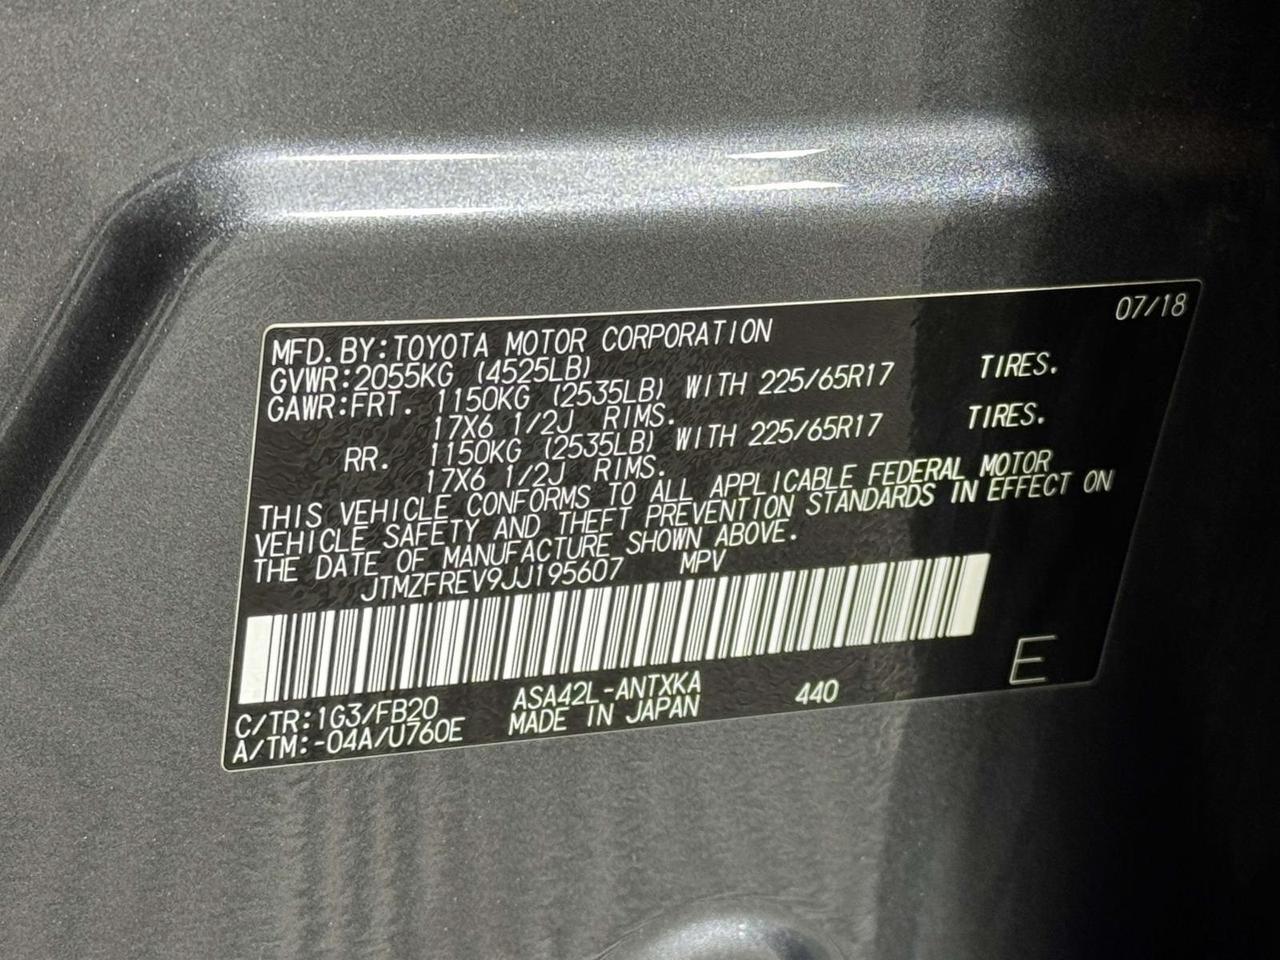 07/18
MFD.BY:TOYOTA MOTOR CORPORATION
GVWR:2055KG (4525LB)
GAWR:FRT. 1150KG (2535LB) WITH 225/65R17 TIRES.
17X6 1/2J RIMS.
RR. 1150KG (2535LB) WITH 225/65R17 TIRES.
17X6 1/2J RIMS.
THIS VEHICLE CONFORMS TO ALL APPLICABLE FEDERAL MOTOR
VEHICLE SAFETY AND THEFT PREVENTION STANDARDS IN EFFECT ON
THE DATE OF MANUFACTURE SHOWN ABOVE.
JTMZFREV9JJ195607 MPV
E
C/TR:1G3/FB20 ASA42L-ANTXKA 440
A/TM:-04A/U760E MADE IN JAPAN